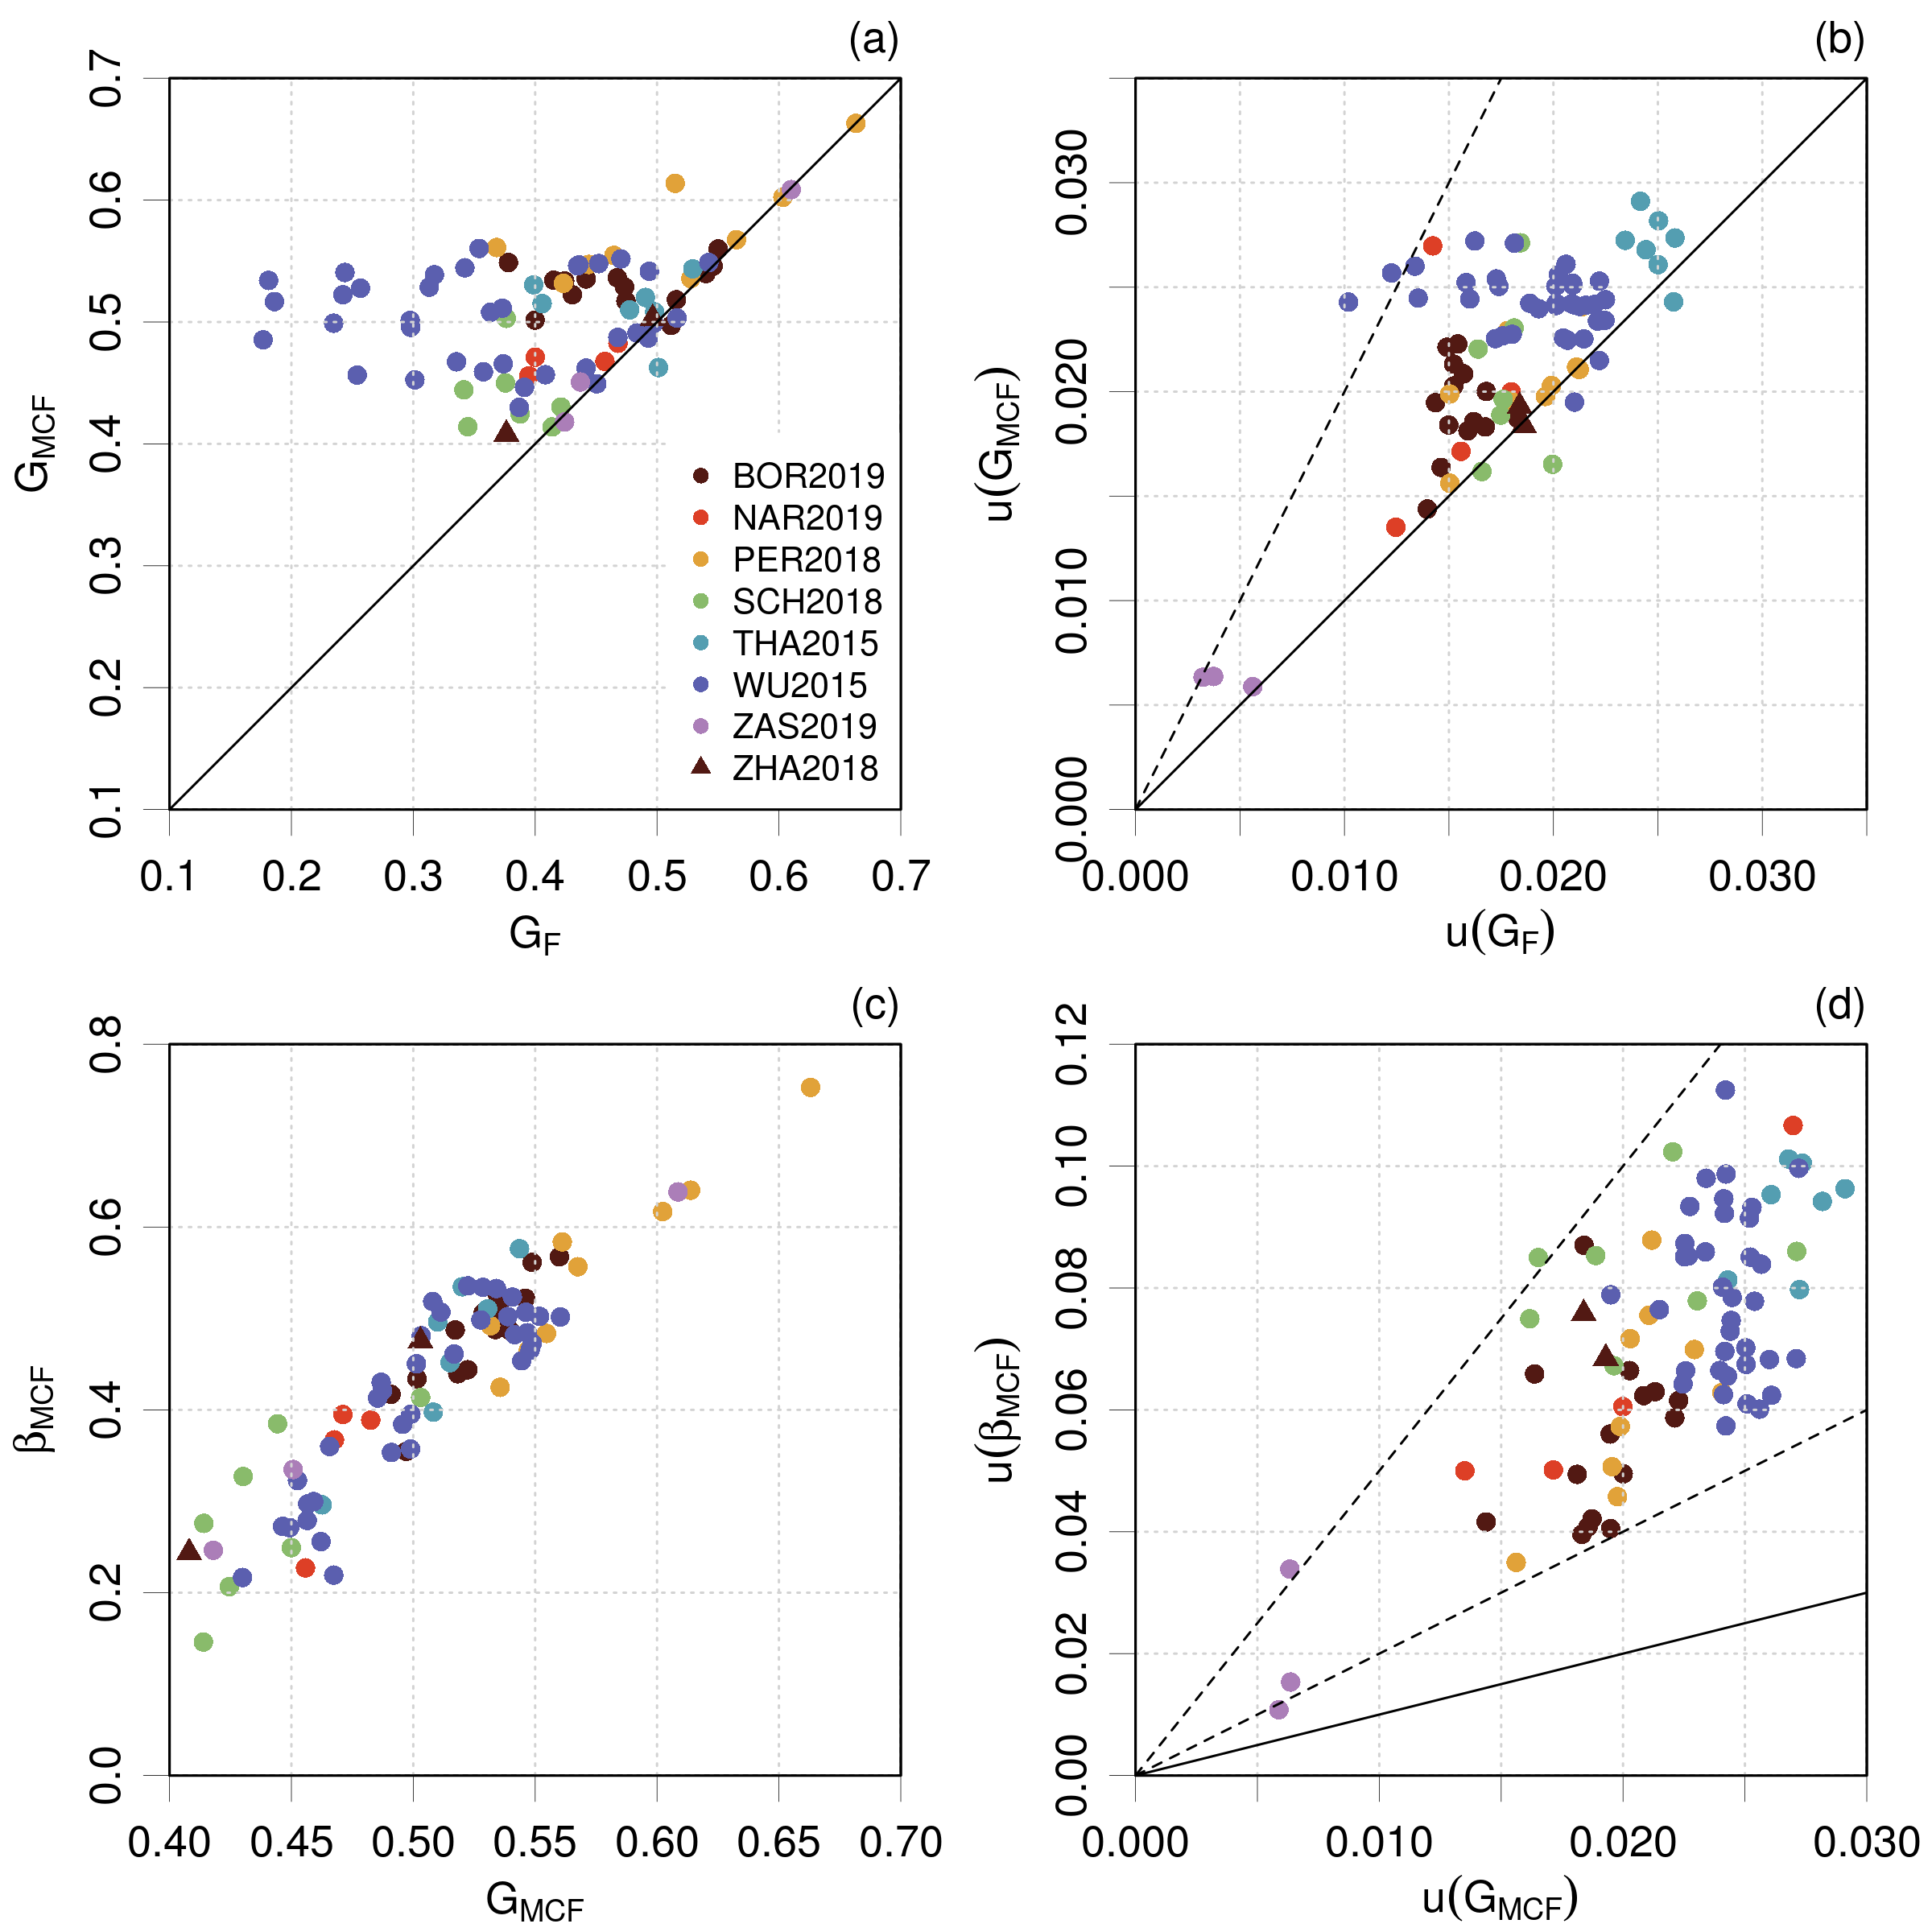 (a)
0.1 0.2 0.3 0.4 0.5 0.6 0.7
G_MCF
BOR2019
NAR2019
PER2018
SCH2018
THA2015
WU2015
ZAS2019
ZHA2018
0.1 0.2 0.3 0.4 0.5 0.6 0.7
G_F
(b)
0.000 0.010 0.020 0.030
u(G_MCF)
0.000 0.010 0.020 0.030
u(G_F)
(c)
0.0 0.2 0.4 0.6 0.8
β_MCF
0.40 0.45 0.50 0.55 0.60 0.65 0.70
G_MCF
(d)
0.00 0.02 0.04 0.06 0.08 0.10 0.12
u(β_MCF)
0.000 0.010 0.020 0.030
u(G_MCF)